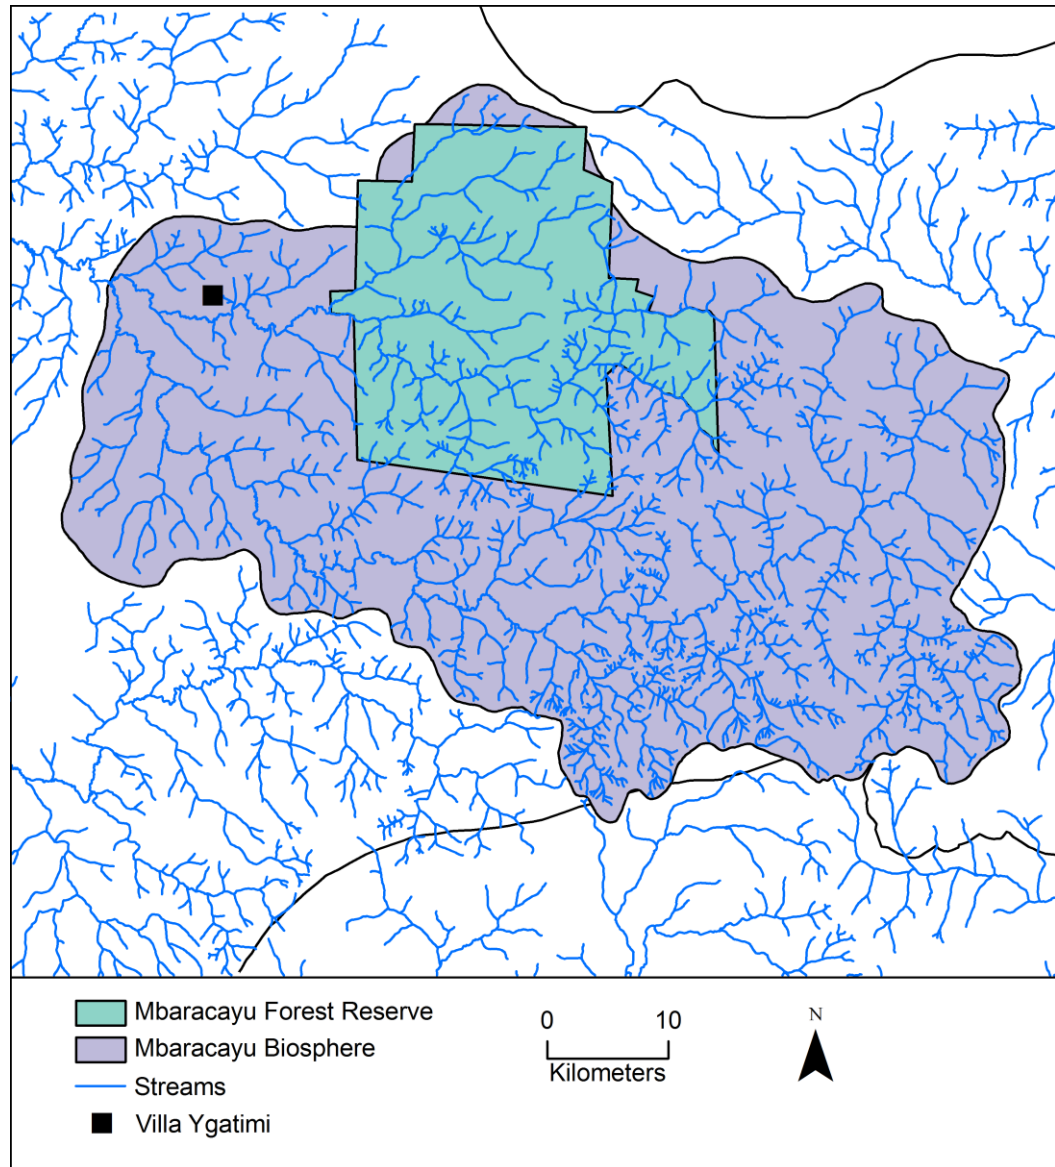 Mbaracayu Forest Reserve
Mbaracayu Biosphere
Streams
Villa Ygatimi
0 10
Kilometers
N